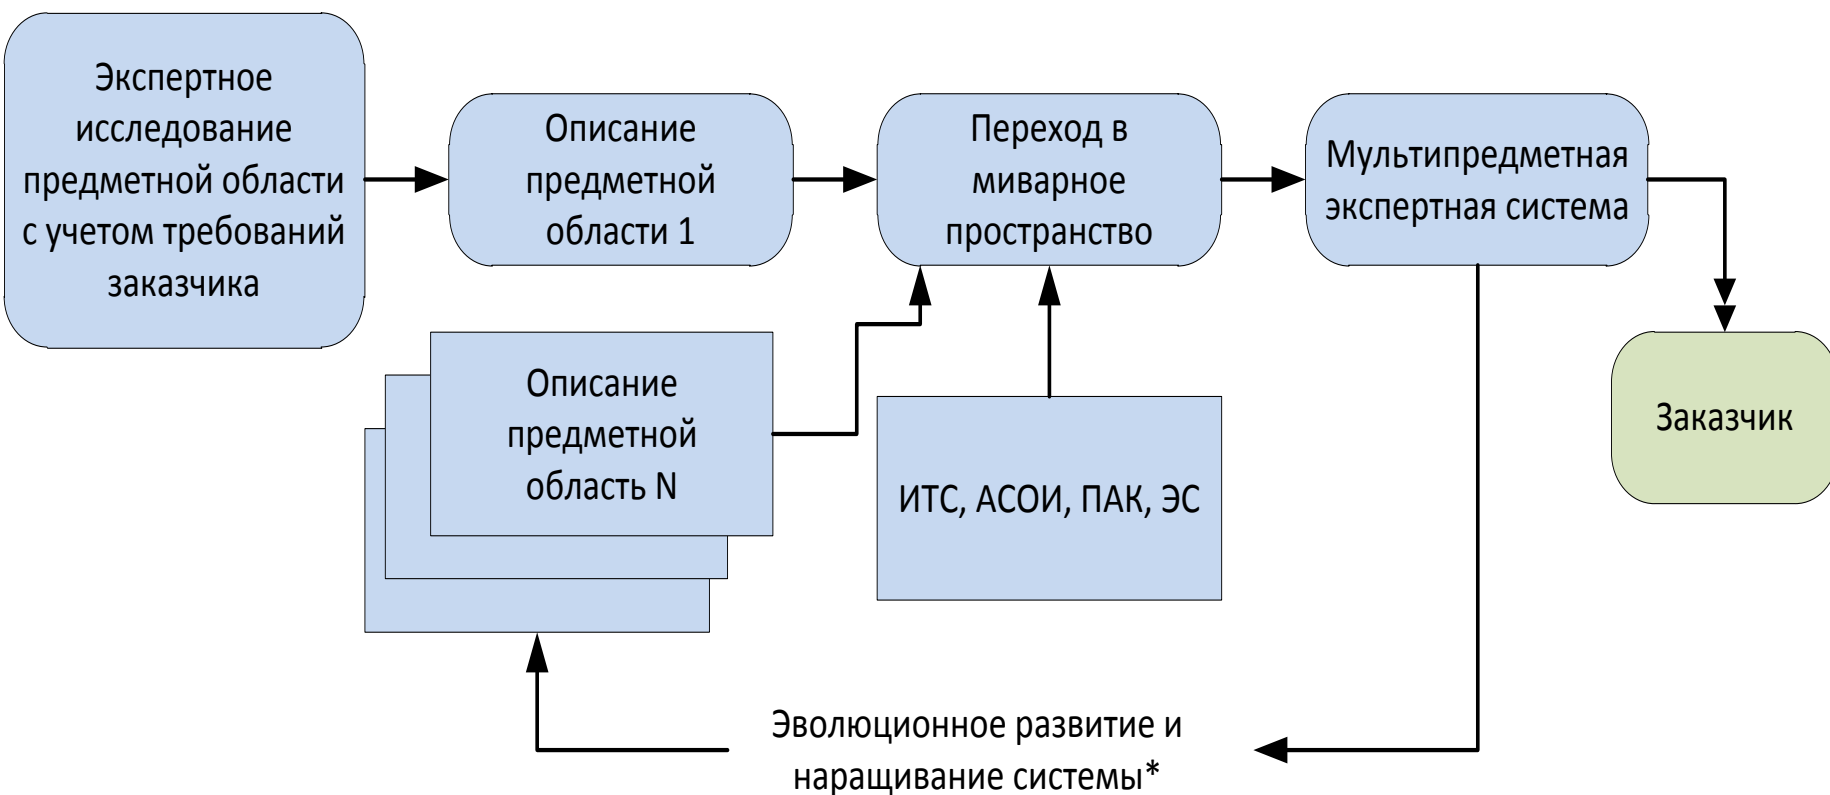 Экспертное
исследование
предметной области
с учетом требований
заказчика
Описание
предметной
области 1
Переход в
миварное
пространство
Мультипредметная
экспертная система
Описание
предметной
область N
ИТС, АСОИ, ПАК, ЭС
Заказчик
Эволюционное развитие и
наращивание системы*